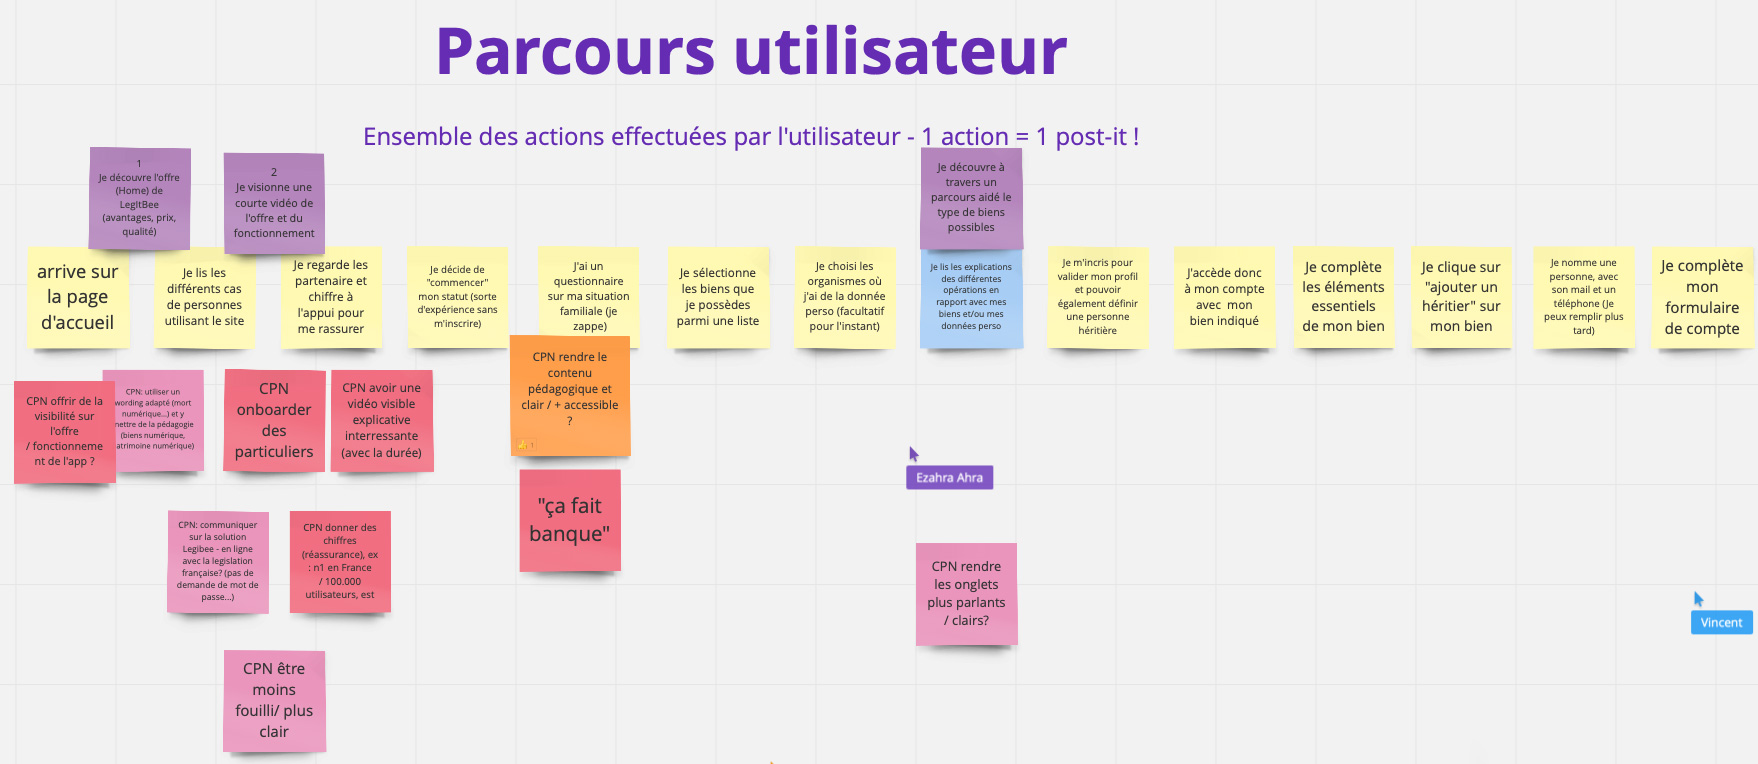 Parcours utilisateur
Ensemble des actions effectuées par l'utilisateur - 1 action = 1 post-it !
1
Je découvre l'offre
(Home) de
LegItBee
(avantages, prix,
qualité)
2
Je visionne une
courte vidéo de
l'offre et du
fonctionnement
Je découvre à
travers un
parcours aidé le
type de biens
possibles
arrive sur
la page
d'accueil
Je lis les
différents cas
de personnes
utilisant le site
Je regarde les
partenaire et
chiffre à
l'appui pour
me rassurer
Je décide de
"commencer"
mon statut (sorte
d'expérience sans
m'inscrire)
J'ai un
questionnaire
sur ma situation
familiale (je
zappe)
Je sélectionne
les biens que
je possèdes
parmi une liste
Je choisi les
organismes où
j'ai de la donnée
perso (facultatif
pour l'instant)
Je lis les explications
des différentes
opérations en
rapport avec mes
biens et/ou mes
données perso
Je m'incris pour
valider mon profil
et pouvoir
également définir
une personne
héritière
J'accède donc
à mon compte
avec mon
bien indiqué
Je complète
les éléments
essentiels
de mon bien
Je clique sur
"ajouter un
héritier" sur
mon bien
Je nomme une
personne, avec
son mail et un
téléphone (Je
peux remplir plus
tard)
Je complète
mon
formulaire
de compte
CPN offrir de la
visibilité sur
l'offre
/ fonctionneme
nt de l'app ?
CPN: utiliser un
wording adapté (mort
numérique...) et y
mettre de la pédagogie
(biens numérique,
patrimoine numérique)
CPN
onboarder
des
particuliers
CPN avoir une
vidéo visible
explicative
interressante
(avec la durée)
CPN rendre le
contenu
pédagogique et
clair / + accessible
?
1
"ça fait
banque"
Ezahra Ahra
CPN: communiquer
sur la solution
Legibee - en ligne
avec la legislation
française? (pas de
demande de mot de
passe...)
CPN donner des
chiffres
(réassurance), ex
: n1 en France
/ 100.000
utilisateurs, est
CPN rendre
les onglets
plus parlants
/ clairs?
Vincent
CPN être
moins
fouilli/ plus
clair